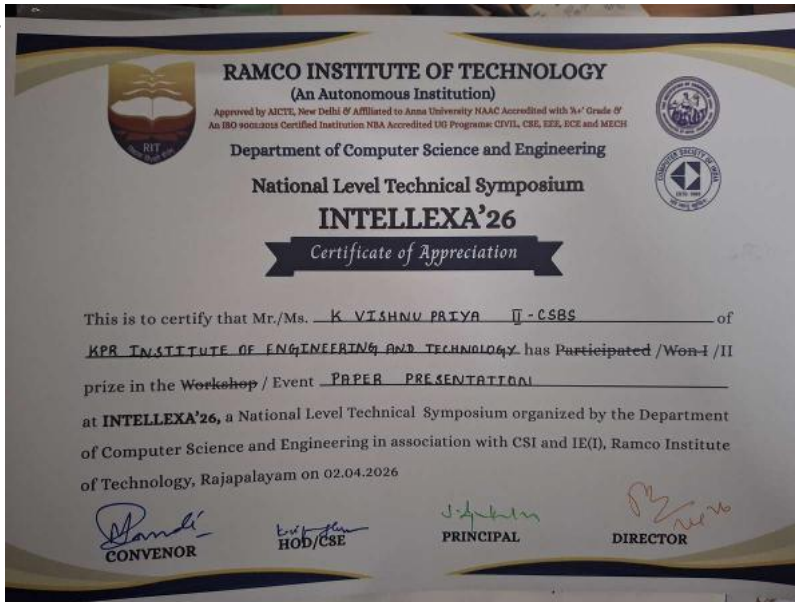 RAMCO INSTITUTE OF TECHNOLOGY
(An Autonomous Institution)
Approved by AICTE, New Delhi & Affiliated to Anna University NAAC Accredited with 'A+' Grade &
An ISO 9001:2015 Certified Institution NBA Accredited UG Programs: CIVIL, CSE, EEE, ECE and MECH
RIT
Department of Computer Science and Engineering
COMPUTER SOCIETY OF INDIA
National Level Technical Symposium
INTELLEXA'26
Certificate of Appreciation
This is to certify that Mr./Ms. K VISHNU PRIYA II - CSBS of
KPR INSTITUTE OF ENGINEERING AND TECHNOLOGY has Participated /Won I /II
prize in the Workshop / Event PAPER PRESENTATION
at INTELLEXA'26, a National Level Technical Symposium organized by the Department
of Computer Science and Engineering in association with CSI and IE(I), Ramco Institute
of Technology, Rajapalayam on 02.04.2026
CONVENOR HOD/CSE PRINCIPAL DIRECTOR